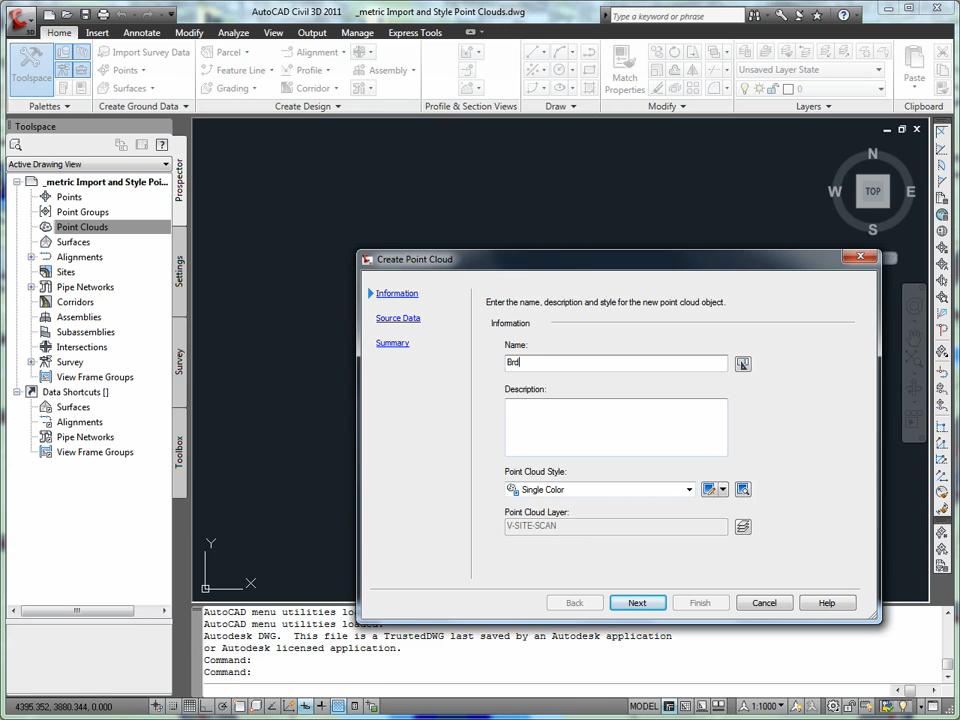 AutoCAD Civil 3D 2011 _metric Import and Style Point Clouds.dwg
Type a keyword or phrase
3D
Home Insert Annotate Modify Analyze View Output Manage Express Tools
Toolspace
Import Survey Data
Points
Surfaces
Parcel
Feature Line
Grading
Alignment
Profile
Corridor
Assembly
Match
Properties
Unsaved Layer State
0
Paste
Palettes Create Ground Data Create Design Profile & Section Views Draw Modify Layers Clipboard
Toolspace
Active Drawing View
_metric Import and Style Poi...
Points
Point Groups
Point Clouds
Surfaces
Alignments
Sites
Pipe Networks
Corridors
Assemblies
Subassemblies
Intersections
Survey
View Frame Groups
Data Shortcuts []
Surfaces
Alignments
Pipe Networks
View Frame Groups
Prospector
Settings
Survey
Toolbox
N
W TOP E
S
Create Point Cloud
Information
Source Data
Summary
Enter the name, description and style for the new point cloud object.
Information
Name:
Brd
Description:
Point Cloud Style:
Single Color
Point Cloud Layer:
V-SITE-SCAN
Back Next Finish Cancel Help
Y
X
AutoCAD menu utilities loaded.
Autodesk DWG. This file is a TrustedDWG last saved by an Autodesk application
or Autodesk licensed application.
Command:
Command:
4395.352, 3880.344, 0.000
MODEL
1:1000